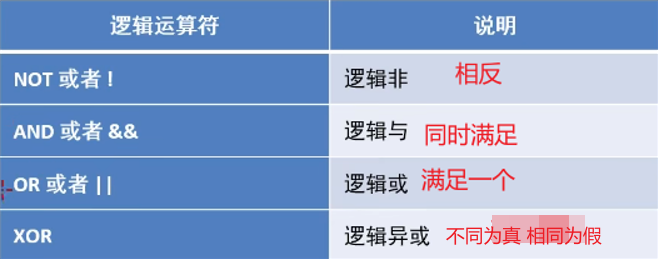 逻辑运算符 说明
NOT 或者 ! 逻辑非 相反
AND 或者 && 逻辑与 同时满足
OR 或者 || 逻辑或 满足一个
XOR 逻辑异或 不同为真 相同为假